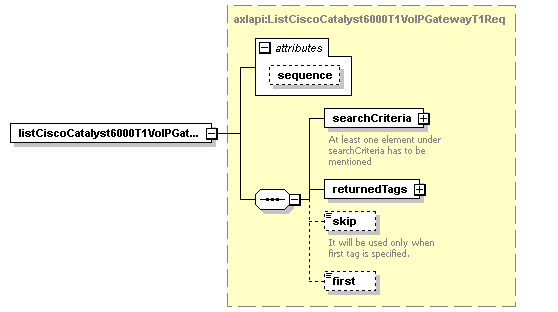 axlapi:ListCiscoCatalyst6000T1VoIPGatewayT1Req
attributes
sequence
listCiscoCatalyst6000T1VoIPGat...
searchCriteria
At least one element under
searchCriteria has to be
mentioned
returnedTags
skip
It will be used only when
first tag is specified.
first